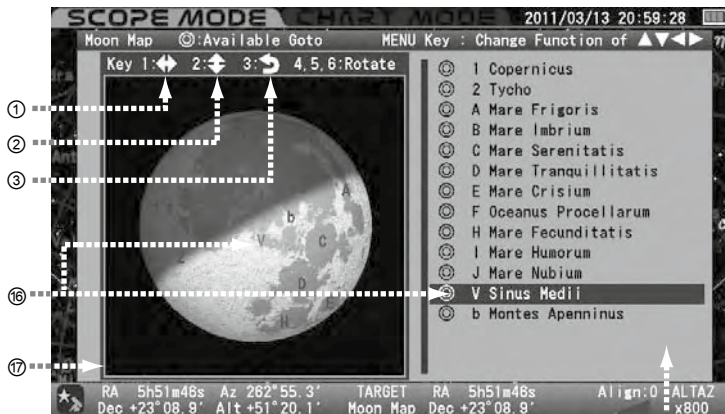 SCOPE MODE CHART MODE 2011/03/13 20:59:28
Moon Map ◎:Available Goto MENU Key : Change Function of ▲▼◀▶
Key 1:↔ 2:↕ 3:⮌ 4,5,6:Rotate
①
②
③
⑯
⑰
A
b
V
C
D
H
2
◎ 1 Copernicus
◎ 2 Tycho
◎ A Mare Frigoris
◎ B Mare Imbrium
◎ C Mare Serenitatis
◎ D Mare Tranquillitatis
◎ E Mare Crisium
◎ F Oceanus Procellarum
◎ H Mare Fecunditatis
◎ I Mare Humorum
◎ J Mare Nubium
◎ V Sinus Medii
◎ b Montes Apenninus
RA 5h51m46s Az 262°55.3′ TARGET RA 5h51m46s Align:0 ALTAZ
Dec +23°08.9′ Alt +51°20.1′ Moon Map Dec +23°08.9′ x800